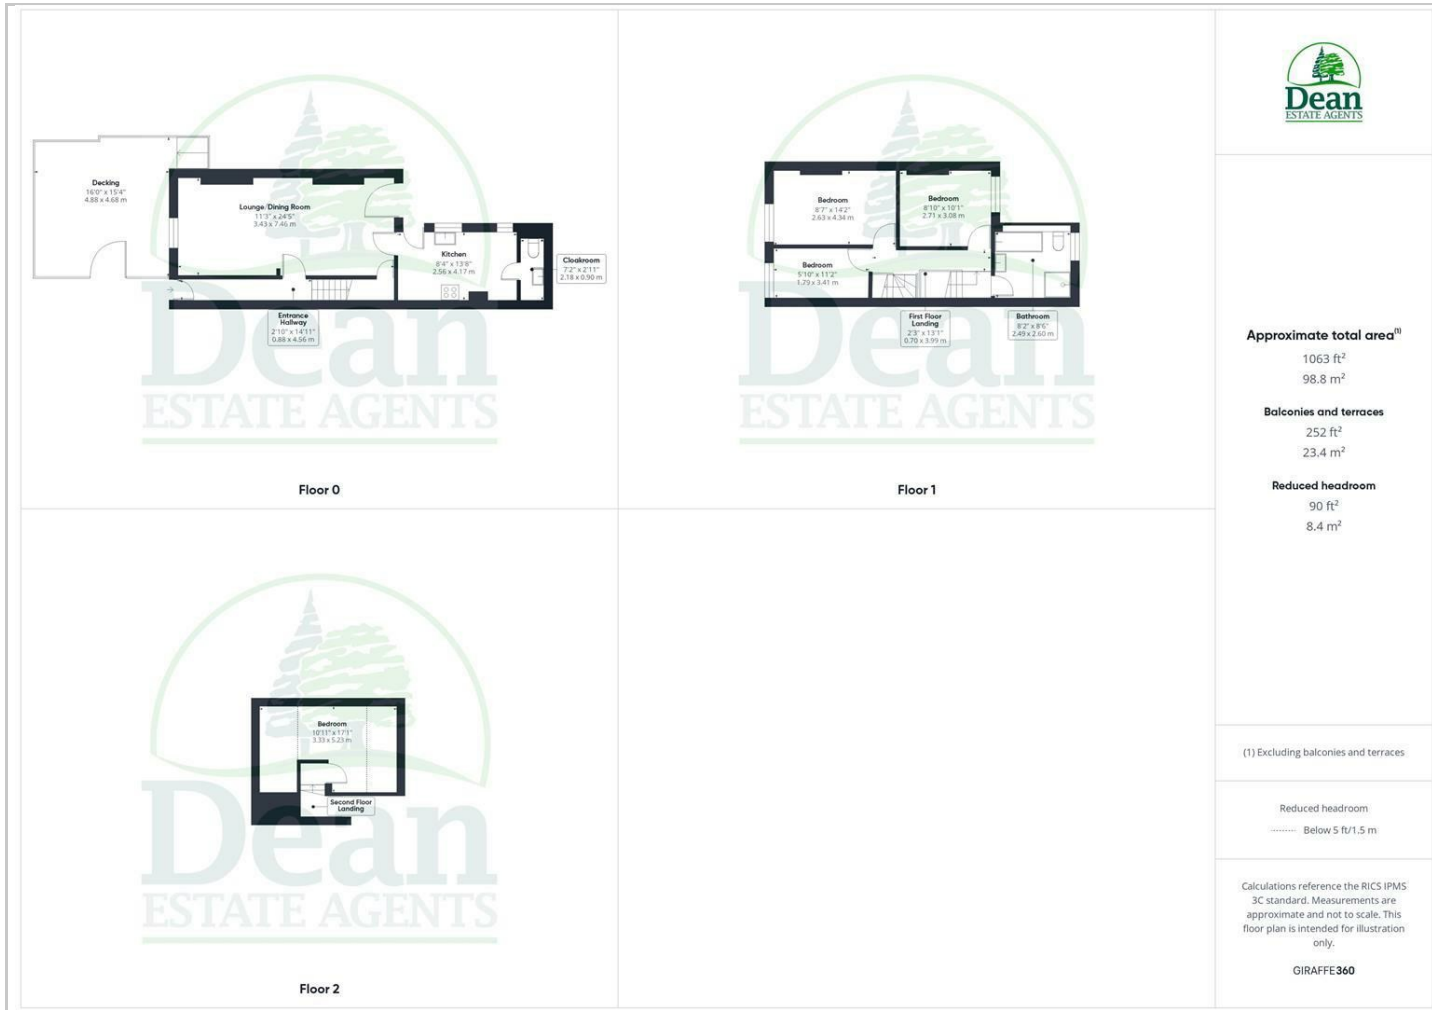 Decking
16'0" x 15'4"
4.88 x 4.68 m
Lounge/Dining Room
11'3" x 24'5"
3.43 x 7.46 m
Kitchen
8'4" x 13'8"
2.56 x 4.17 m
Cloakroom
7'2" x 2'11"
2.18 x 0.90 m
Entrance
Hallway
2'10" x 14'11"
0.88 x 4.56 m
Dean
ESTATE AGENTS
Floor 0
Bedroom
8'7" x 14'2"
2.63 x 4.34 m
Bedroom
8'10" x 10'1"
2.71 x 3.08 m
Bedroom
5'10" x 11'2"
1.79 x 3.41 m
First Floor
Landing
2'3" x 13'1"
0.70 x 3.99 m
Bathroom
8'2" x 8'6"
2.49 x 2.60 m
Dean
ESTATE AGENTS
Floor 1
Bedroom
10'11" x 17'1"
3.33 x 5.23 m
Second Floor
Landing
Dean
ESTATE AGENTS
Floor 2
Dean
ESTATE AGENTS
Approximate total area(1)
1063 ft²
98.8 m²
Balconies and terraces
252 ft²
23.4 m²
Reduced headroom
90 ft²
8.4 m²
(1) Excluding balconies and terraces
Reduced headroom
Below 5 ft/1.5 m
Calculations reference the RICS IPMS
3C standard. Measurements are
approximate and not to scale. This
floor plan is intended for illustration
only.
GIRAFFE360